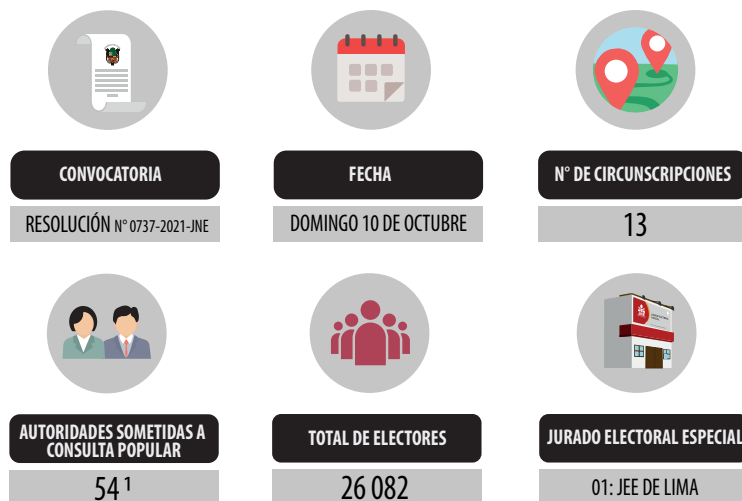 CONVOCATORIA
RESOLUCIÓN N° 0737-2021-JNE
FECHA
DOMINGO 10 DE OCTUBRE
N° DE CIRCUNSCRIPCIONES
13
AUTORIDADES SOMETIDAS A
CONSULTA POPULAR
54 ¹
TOTAL DE ELECTORES
26 082
JURADO ELECTORAL ESPECIAL
01: JEE DE LIMA